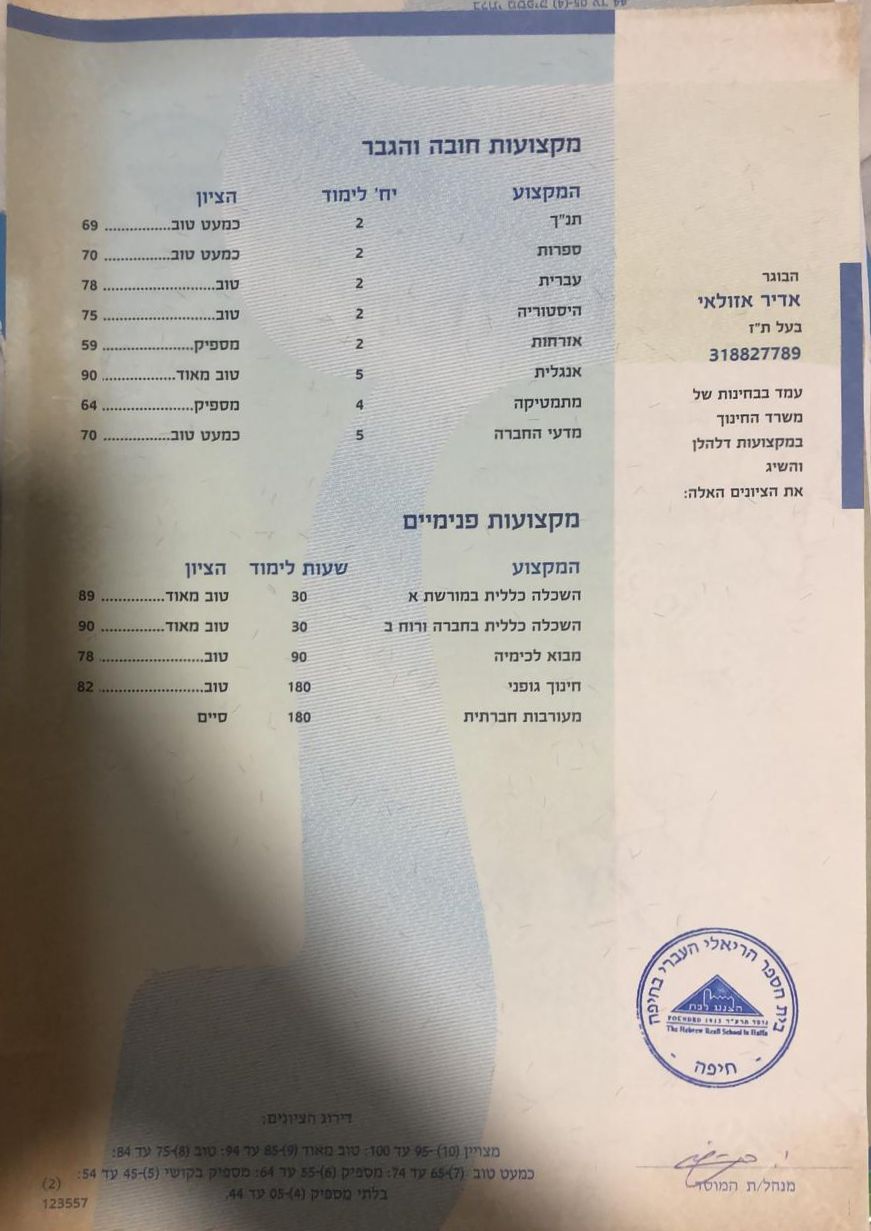 מקצועות חובה והגבר
המקצוע יח' לימוד הציון
תנ"ך 2 כמעט טוב................ 69
ספרות 2 כמעט טוב................ 70
עברית 2 טוב........................... 78
היסטוריה 2 טוב........................... 75
אזרחות 2 מספיק..................... 59
אנגלית 5 טוב מאוד................. 90
מתמטיקה 4 מספיק..................... 64
מדעי החברה 5 כמעט טוב................ 70
מקצועות פנימיים
המקצוע שעות לימוד הציון
השכלה כללית במורשת א 30 טוב מאוד............... 89
השכלה כללית בחברה ורוח ב 30 טוב מאוד............... 90
מבוא לכימיה 90 טוב......................... 78
חינוך גופני 180 טוב......................... 82
מעורבות חברתית 180 סיים
הבוגר
אדיר אזולאי
בעל ת"ז
318827789
עמד בבחינות של
משרד החינוך
במקצועות דלהלן
והשיג
את הציונים האלה:
בית הספר הריאלי העברי בחיפה
והצנע לכת
נוסד תרע"ד FOUNDED 1913
The Hebrew Reali School in Haifa
חיפה
מנהל/ת המוסד
דירוג הציונים:
מצויין (10)-95 עד 100: טוב מאוד (9)-85 עד 94: טוב (8)-75 עד 84:
כמעט טוב (7)-65 עד 74: מספיק (6)-55 עד 64: מספיק בקושי (5)-45 עד 54:
בלתי מספיק (4)-05 עד 44.
(2)
123557